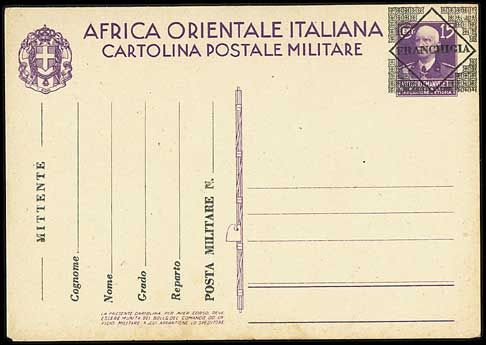 AFRICA ORIENTALE ITALIANA
CARTOLINA POSTALE MILITARE
FRANCHIGIA
MITTENTE
Cognome
Nome
Grado
Reparto
POSTA MILITARE N.
LA PRESENTE CARTOLINA PER AVER CORSO, DEVE
ESSERE MUNITA DEL BOLLO DEL COMANDO OD UF
FICIO MILITARE, A CUI APPARTIENE LO SPEDITORE